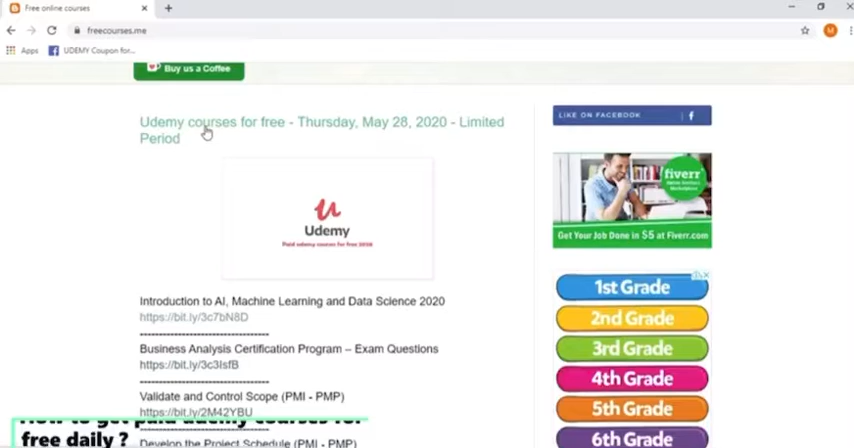 Free online courses
freecourses.me
M
Apps
UDEMY Coupon for...
Buy us a Coffee
Udemy courses for free - Thursday, May 28, 2020 - Limited
Period
Udemy
Paid udemy courses for free 2020
Introduction to AI, Machine Learning and Data Science 2020
https://bit.ly/3c7bN8D
--------------------------------
Business Analysis Certification Program – Exam Questions
https://bit.ly/3c3IsfB
--------------------------------
Validate and Control Scope (PMI - PMP)
https://bit.ly/2M42YBU
Develop the Project Schedule (PMI - PMP)
How to get paid udemy courses for
free daily ?
LIKE ON FACEBOOK
fiverr
Get Your Job Done in $5 at Fiverr.com
1st Grade
2nd Grade
3rd Grade
4th Grade
5th Grade
6th Grade